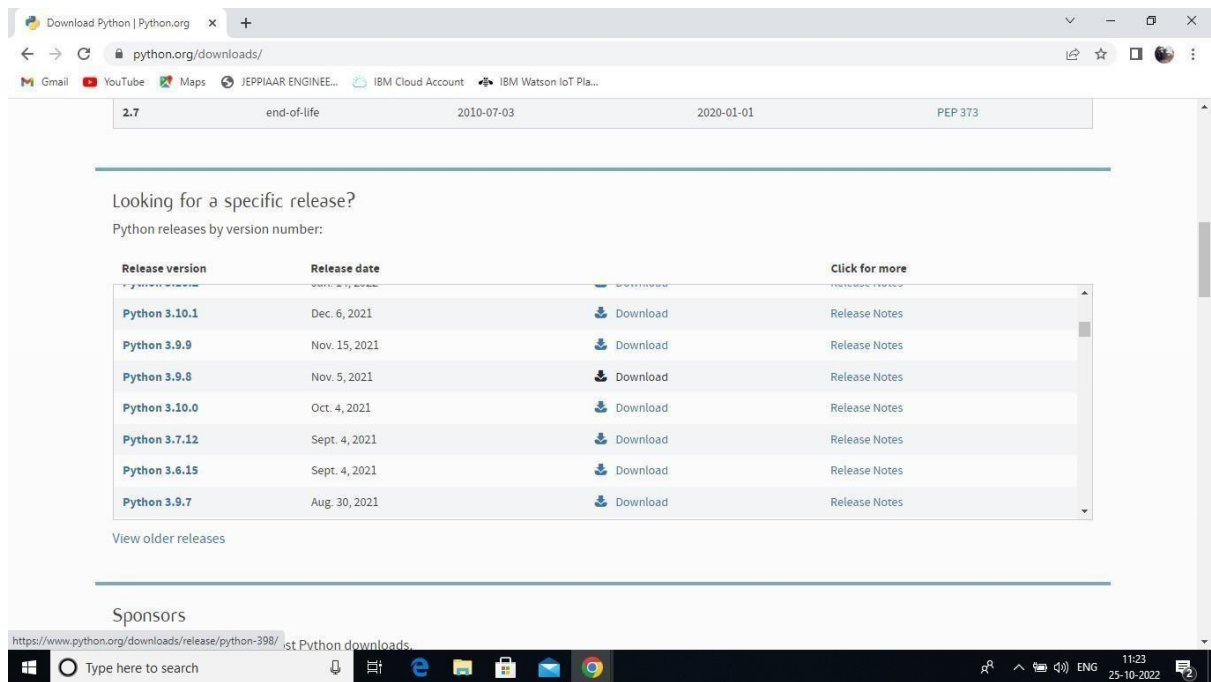 Download Python | Python.org
python.org/downloads/
Gmail YouTube Maps JEPPIAAR ENGINEE... IBM Cloud Account IBM Watson IoT Pla...
2.7 end-of-life 2010-07-03 2020-01-01 PEP 373
Looking for a specific release?
Python releases by version number:
Release version Release date Click for more
Python 3.10.1 Dec. 6, 2021 Download Release Notes
Python 3.9.9 Nov. 15, 2021 Download Release Notes
Python 3.9.8 Nov. 5, 2021 Download Release Notes
Python 3.10.0 Oct. 4, 2021 Download Release Notes
Python 3.7.12 Sept. 4, 2021 Download Release Notes
Python 3.6.15 Sept. 4, 2021 Download Release Notes
Python 3.9.7 Aug. 30, 2021 Download Release Notes
View older releases
Sponsors
https://www.python.org/downloads/release/python-398/ Python downloads.
Type here to search ENG 11:23
25-10-2022 2